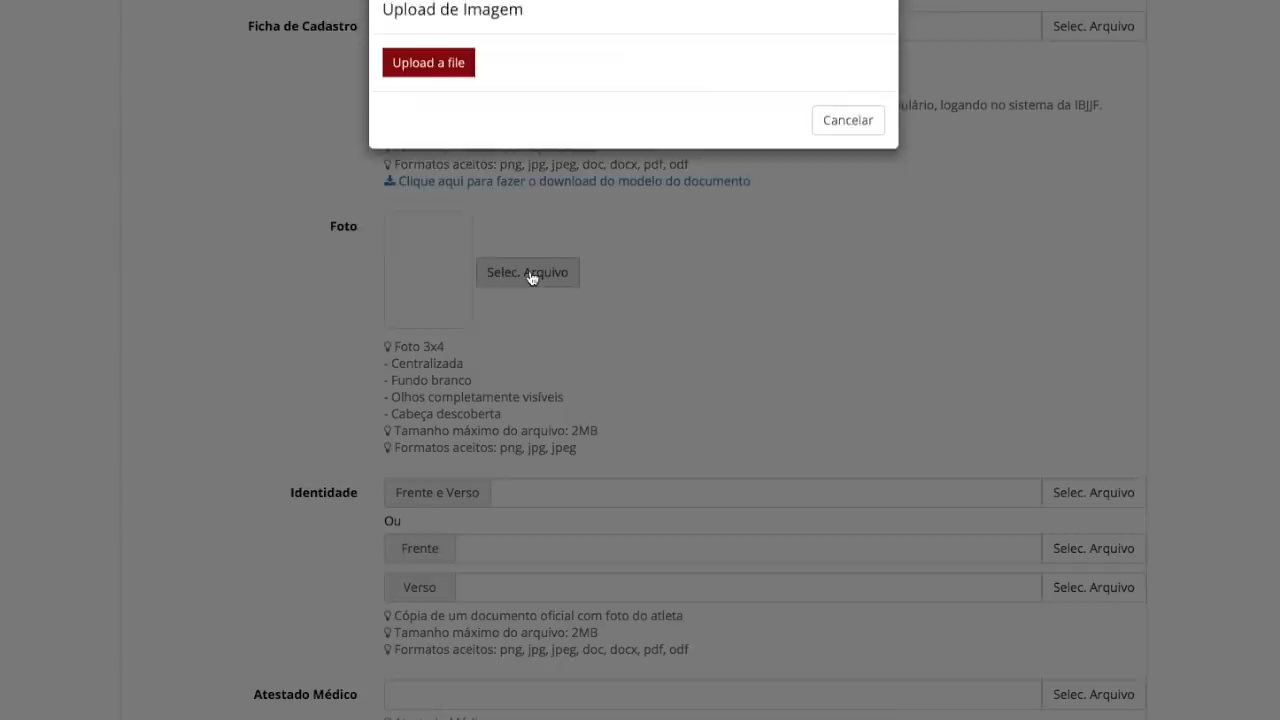 Upload de Imagem
Ficha de Cadastro
Selec. Arquivo
Upload a file
ulário, logando no sistema da IBJJF.
Cancelar
Formatos aceitos: png, jpg, jpeg, doc, docx, pdf, odf
Clique aqui para fazer o download do modelo do documento
Foto
Selec. Arquivo
Foto 3x4
- Centralizada
- Fundo branco
- Olhos completamente visíveis
- Cabeça descoberta
Tamanho máximo do arquivo: 2MB
Formatos aceitos: png, jpg, jpeg
Identidade
Frente e Verso
Selec. Arquivo
Ou
Frente
Selec. Arquivo
Verso
Selec. Arquivo
Cópia de um documento oficial com foto do atleta
Tamanho máximo do arquivo: 2MB
Formatos aceitos: png, jpg, jpeg, doc, docx, pdf, odf
Atestado Médico
Selec. Arquivo